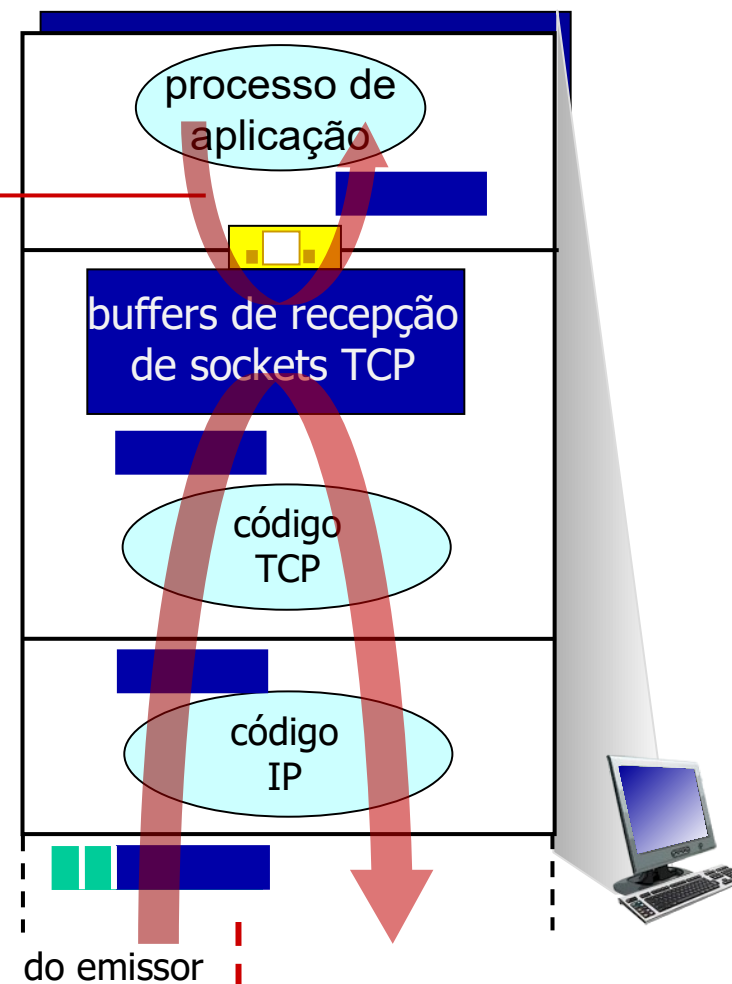 processo de
aplicação
buffers de recepção
de sockets TCP
código
TCP
código
IP
do emissor